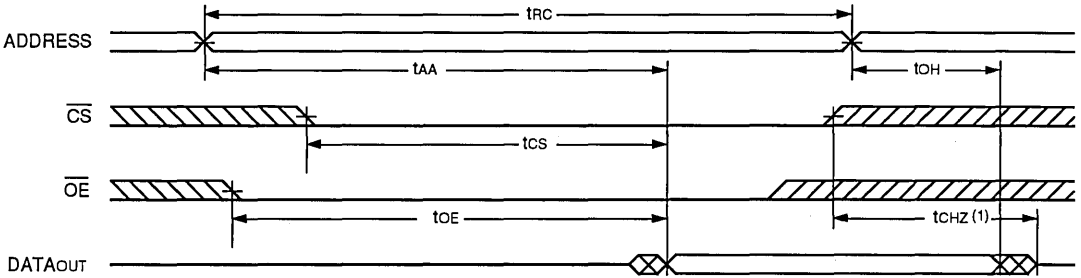 tRC
ADDRESS
tAA
tOH
CS
tCS
OE
tOE
tCHZ (1)
DATAOUT